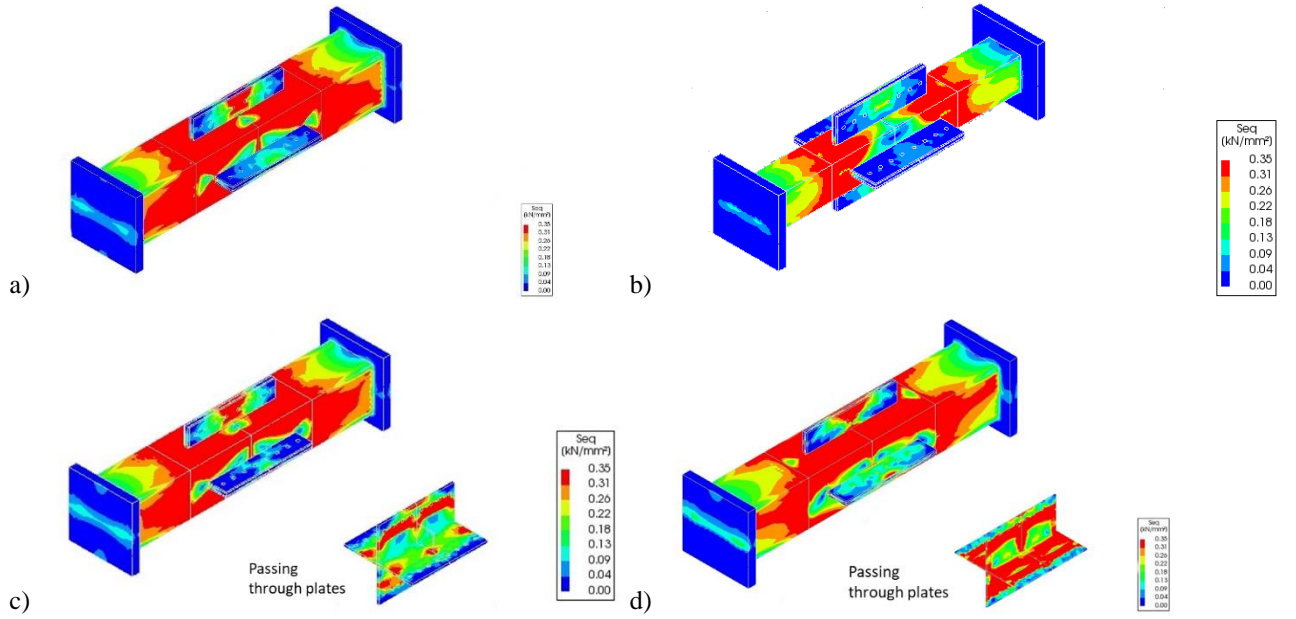 Seq
(kN/mm²)
0.35
0.31
0.26
0.22
0.18
0.13
0.09
0.04
0.00
a)
Seq
(kN/mm²)
0.35
0.31
0.26
0.22
0.18
0.13
0.09
0.04
0.00
b)
Seq
(kN/mm²)
0.35
0.31
0.26
0.22
0.18
0.13
0.09
0.04
0.00
Passing
through plates
c)
Seq
(kN/mm²)
0.35
0.31
0.26
0.22
0.18
0.13
0.09
0.04
0.00
Passing
through plates
d)